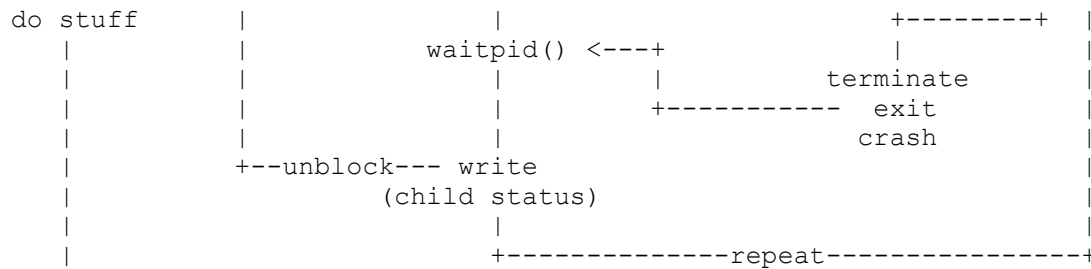 do stuff | | +--------+ |
| | waitpid() <---+ | |
| | | | terminate |
| | | +----------- exit |
| | | crash |
| +--unblock--- write |
| (child status) |
| | |
| +--------------repeat----------------+